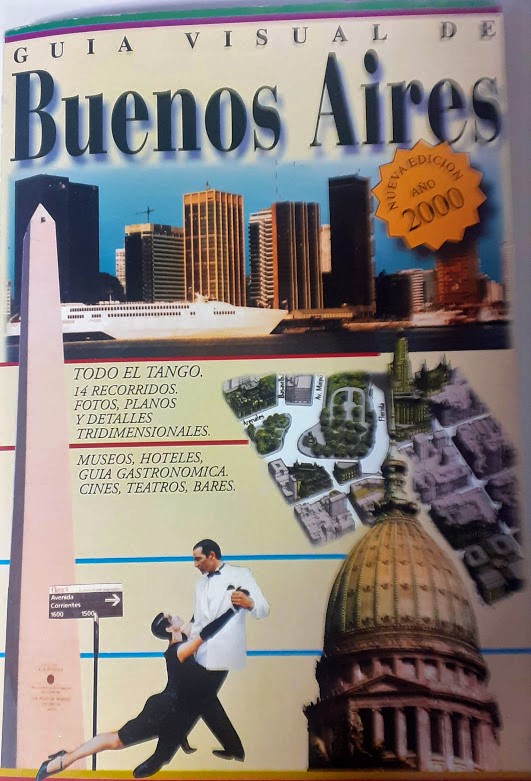 GUIA VISUAL DE
Buenos Aires
NUEVA EDICION
AÑO
2000
TODO EL TANGO.
14 RECORRIDOS.
FOTOS, PLANOS
Y DETALLES
TRIDIMENSIONALES.
MUSEOS, HOTELES,
GUIA GASTRONOMICA.
CINES, TEATROS, BARES.
Florida
Avenida
Corrientes
1600 1500